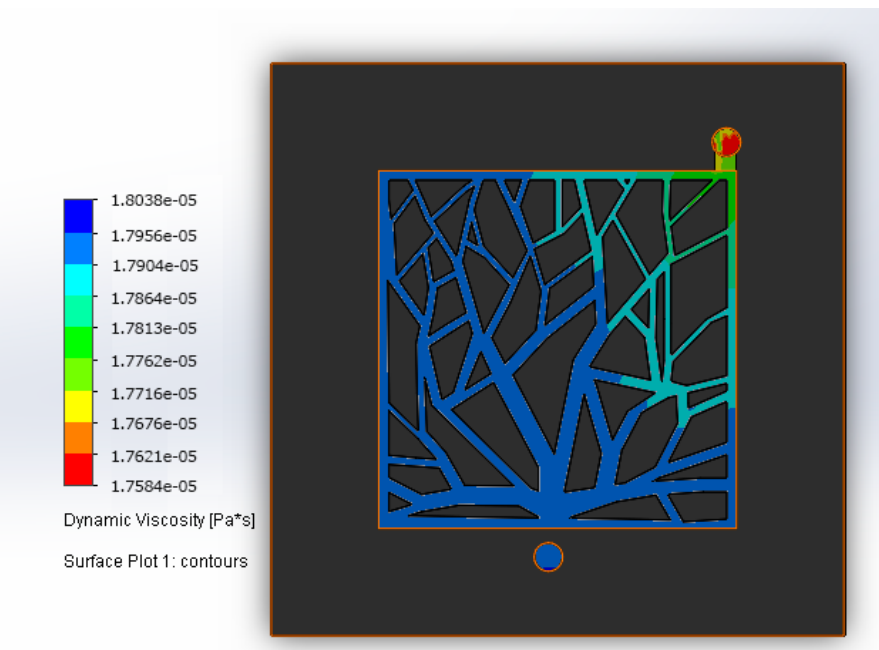 1.8038e-05
1.7956e-05
1.7904e-05
1.7864e-05
1.7813e-05
1.7762e-05
1.7716e-05
1.7676e-05
1.7621e-05
1.7584e-05
Dynamic Viscosity [Pa*s]
Surface Plot 1: contours